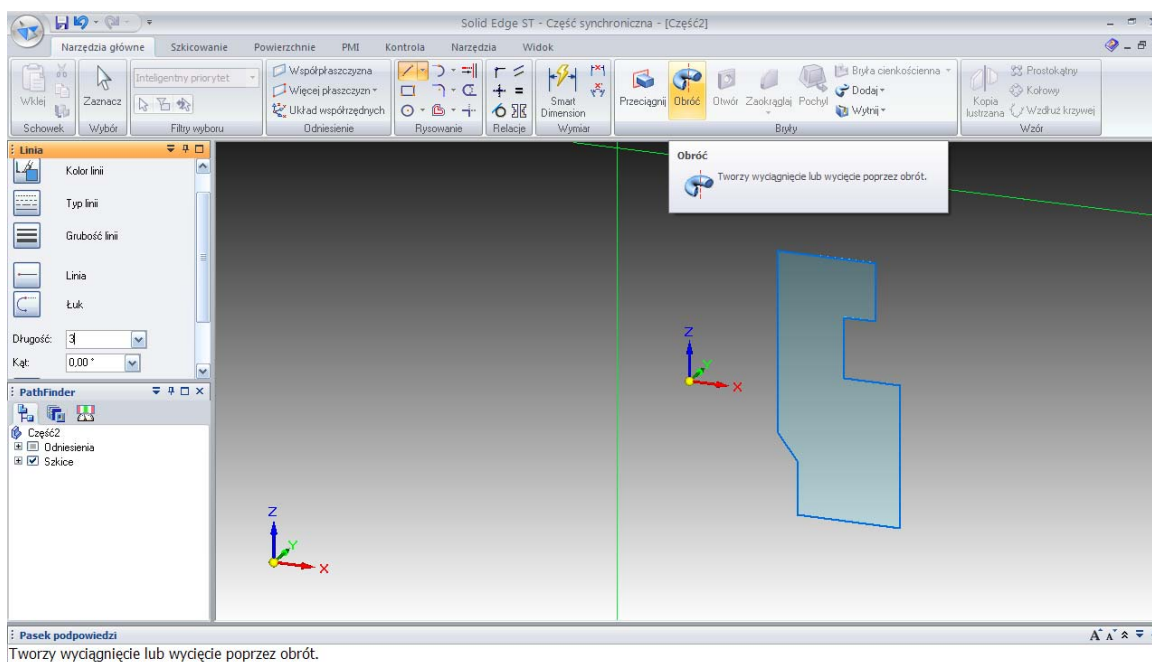 Solid Edge ST - Część synchroniczna - [Część2]
Narzędzia główne Szkicowanie Powierzchnie PMI Kontrola Narzędzia Widok
Wklej
Schowek
Zaznacz
Wybór
Inteligentny priorytet
Filtry wyboru
Współpłaszczyzna
Więcej płaszczyzn
Układ współrzędnych
Odniesienie
Rysowanie
Relacje
Smart
Dimension
Wymiar
Przeciągnij
Obróć
Otwór
Zaokrąglaj
Pochyl
Bryła cienkościenna
Dodaj
Wytnij
Bryły
Kopia
lustrzana
Prostokątny
Kołowy
Wzdłuż krzywej
Wzór
Obróć
Tworzy wyciągnięcie lub wycięcie poprzez obrót.
Linia
Kolor linii
Typ linii
Grubość linii
Linia
Łuk
Długość: 3
Kąt: 0,00 °
PathFinder
Część2
Odniesienia
Szkice
Z
Y
X
Z
Y
X
Pasek podpowiedzi
Tworzy wyciągnięcie lub wycięcie poprzez obrót.